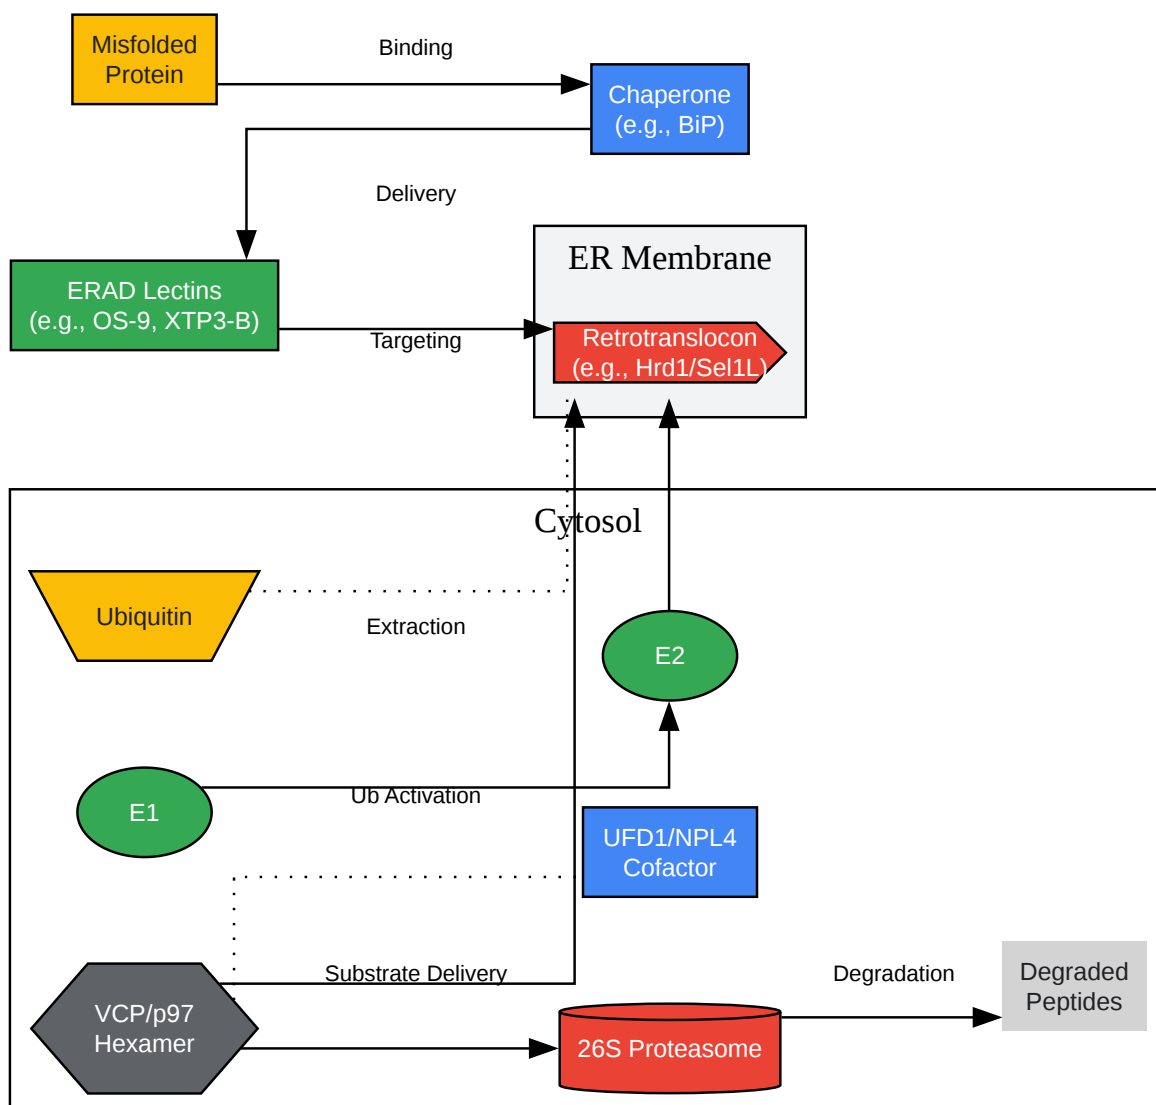 Misfolded
Protein
Binding
Chaperone
(e.g., BiP)
Delivery
ER Membrane
ERAD Lectins
(e.g., OS-9, XTP3-B)
Targeting
Retrotranslocon
(e.g., Hrd1/Sel1L)
Cytosol
Ubiquitin
Extraction
E2
E1
Ub Activation
UFD1/NPL4
Cofactor
Substrate Delivery
Degradation
Degraded
Peptides
VCP/p97
Hexamer
26S Proteasome